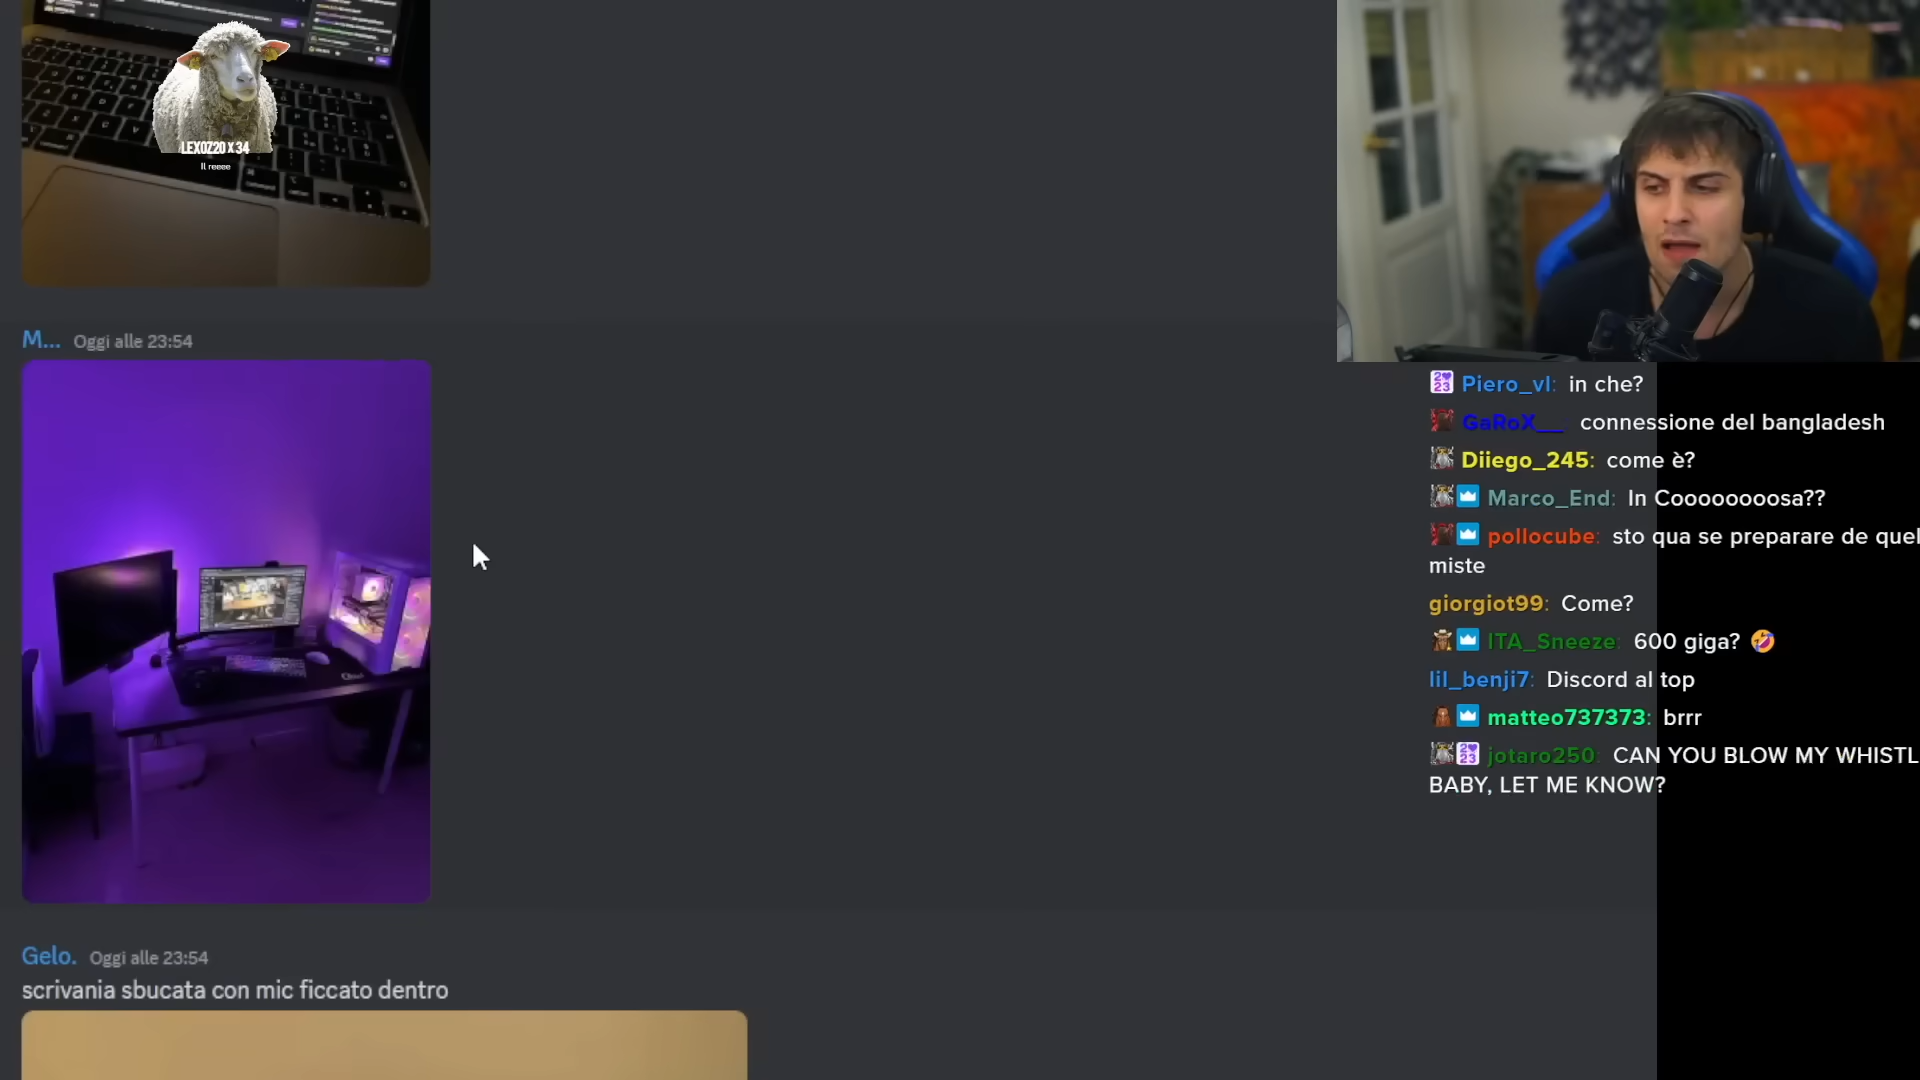 LEXOZ20 X 34
Il reeee
M... Oggi alle 23:54
Gelo. Oggi alle 23:54
scrivania sbucata con mic ficcato dentro
Piero_vl: in che?
GaRoX__ connessione del bangladesh
Diiego_245: come è?
Marco_End: In Coooooooosa??
pollocube: sto qua se preparare de quel
miste
giorgiot99: Come?
ITA_Sneeze: 600 giga? 🤣
lil_benji7: Discord al top
matteo737373: brrr
jotaro250: CAN YOU BLOW MY WHISTL
BABY, LET ME KNOW?